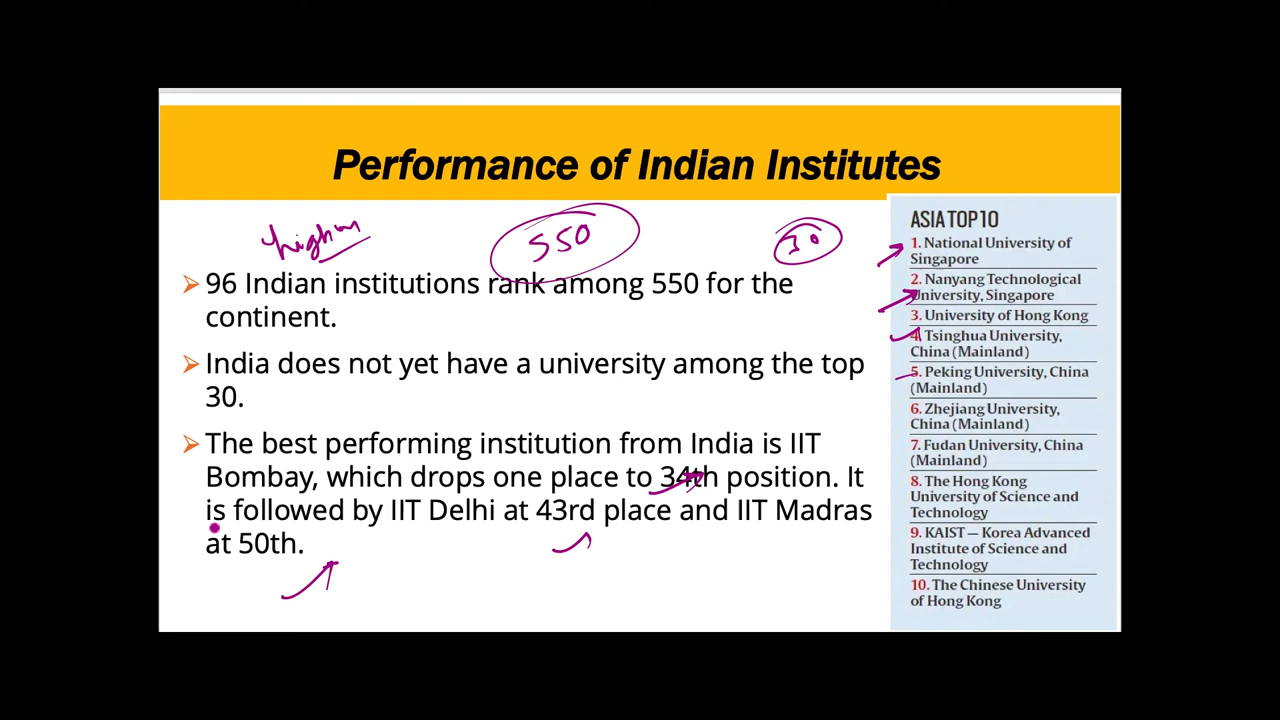 Performance of Indian Institutes
550
30
96 Indian institutions rank among 550 for the
continent.
India does not yet have a university among the top
30.
The best performing institution from India is IIT
Bombay, which drops one place to 34th position. It
is followed by IIT Delhi at 43rd place and IIT Madras
at 50th.
ASIA TOP 10
1. National University of
Singapore
2. Nanyang Technological
University, Singapore
3. University of Hong Kong
4. Tsinghua University,
China (Mainland)
5. Peking University, China
(Mainland)
6. Zhejiang University,
China (Mainland)
7. Fudan University, China
(Mainland)
8. The Hong Kong
University of Science and
Technology
9. KAIST — Korea Advanced
Institute of Science and
Technology
10. The Chinese University
of Hong Kong